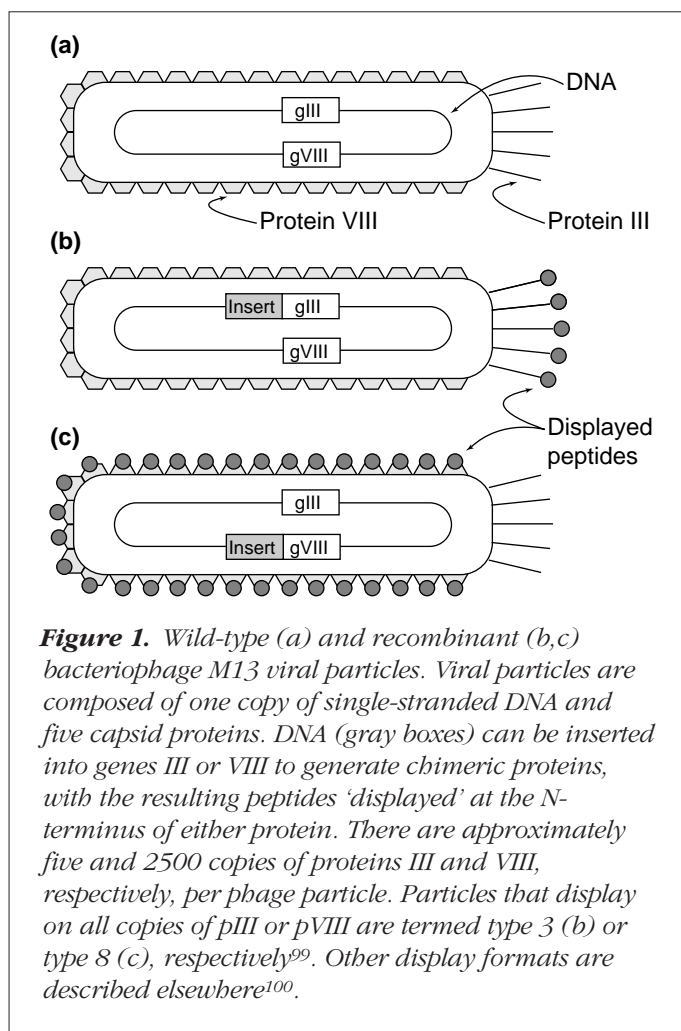 (a)
gIII
DNA
gVIII
Protein VIII
Protein III
(b)
Insert gIII
gVIII
Displayed
peptides
(c)
gIII
Insert gVIII
Figure 1. Wild-type (a) and recombinant (b,c)
bacteriophage M13 viral particles. Viral particles are
composed of one copy of single-stranded DNA and
five capsid proteins. DNA (gray boxes) can be inserted
into genes III or VIII to generate chimeric proteins,
with the resulting peptides ‘displayed’ at the N-
terminus of either protein. There are approximately
five and 2500 copies of proteins III and VIII,
respectively, per phage particle. Particles that display
on all copies of pIII or pVIII are termed type 3 (b) or
type 8 (c), respectively⁹⁹. Other display formats are
described elsewhere¹⁰⁰.